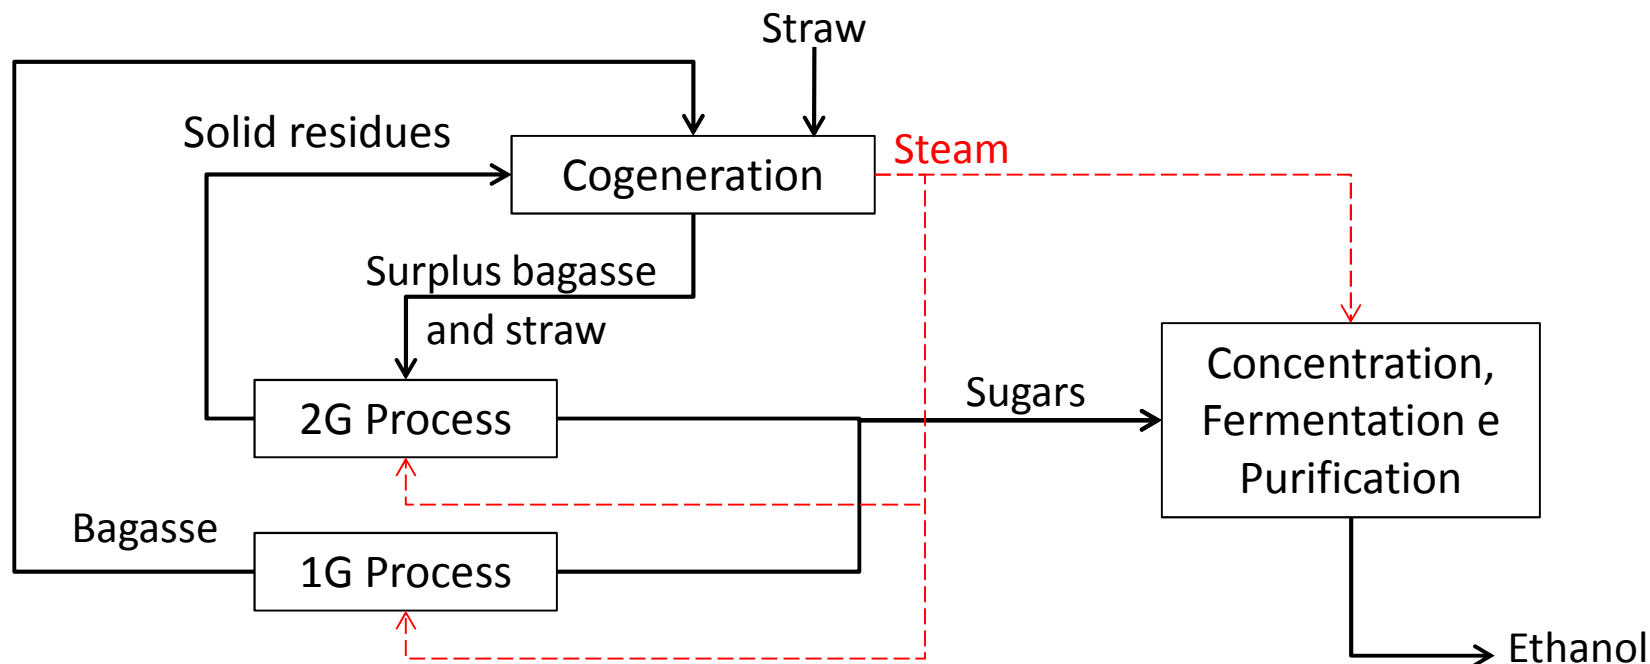 Straw
Solid residues
Cogeneration
Steam
Surplus bagasse
and straw
2G Process
Sugars
Concentration,
Fermentation e
Purification
Bagasse
1G Process
Ethanol